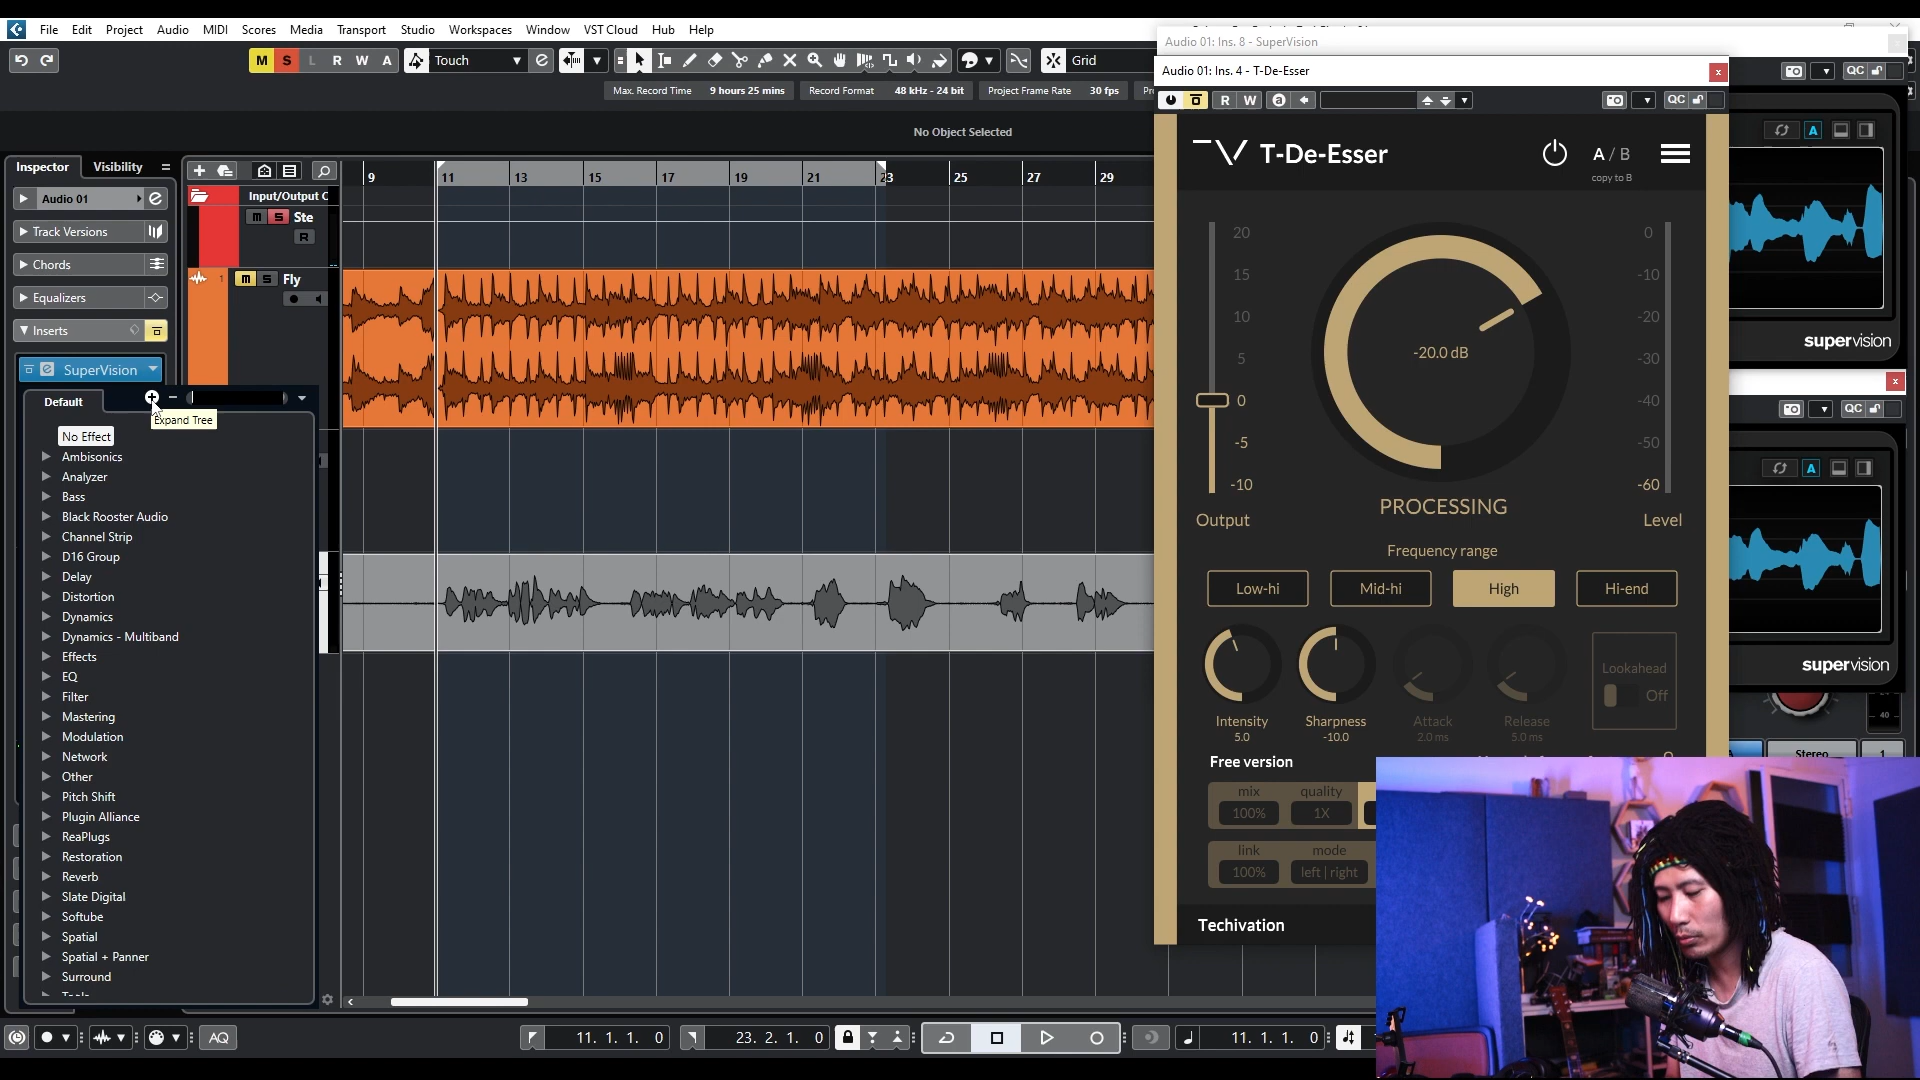 File Edit Project Audio MIDI Scores Media Transport Studio Workspaces Window VST Cloud Hub Help
Audio 01: Ins. 8 - SuperVision
M S L R W A Touch Grid
Audio 01: Ins. 4 - T-De-Esser
Max. Record Time 9 hours 25 mins Record Format 48 kHz - 24 bit Project Frame Rate 30 fps
R W QC
QC
No Object Selected
Inspector Visibility
Audio 01
Track Versions
Chords
Equalizers
Inserts
SuperVision
Default
Expand Tree
No Effect
Ambisonics
Analyzer
Bass
Black Rooster Audio
Channel Strip
D16 Group
Delay
Distortion
Dynamics
Dynamics - Multiband
Effects
EQ
Filter
Mastering
Modulation
Network
Other
Pitch Shift
Plugin Alliance
ReaPlugs
Restoration
Reverb
Slate Digital
Softube
Spatial
Spatial + Panner
Surround
Input/Output C
m S Ste
R
1 m S Fly
9 11 13 15 17 19 21 23 25 27 29
T-De-Esser
A / B
copy to B
20
15
10
5
0
-5
-10
Output
-20.0 dB
PROCESSING
0
-10
-20
-30
-40
-50
-60
Level
Frequency range
Low-hi Mid-hi High Hi-end
Intensity
5.0
Sharpness
-10.0
Attack
2.0 ms
Release
5.0 ms
Lookahead
Off
Free version
mix quality
100% 1X
link mode
100% left | right
Techivation
A
supervision
QC
A
supervision
40
Stereo 1
AQ
11. 1. 1. 0
23. 2. 1. 0
11. 1. 1. 0